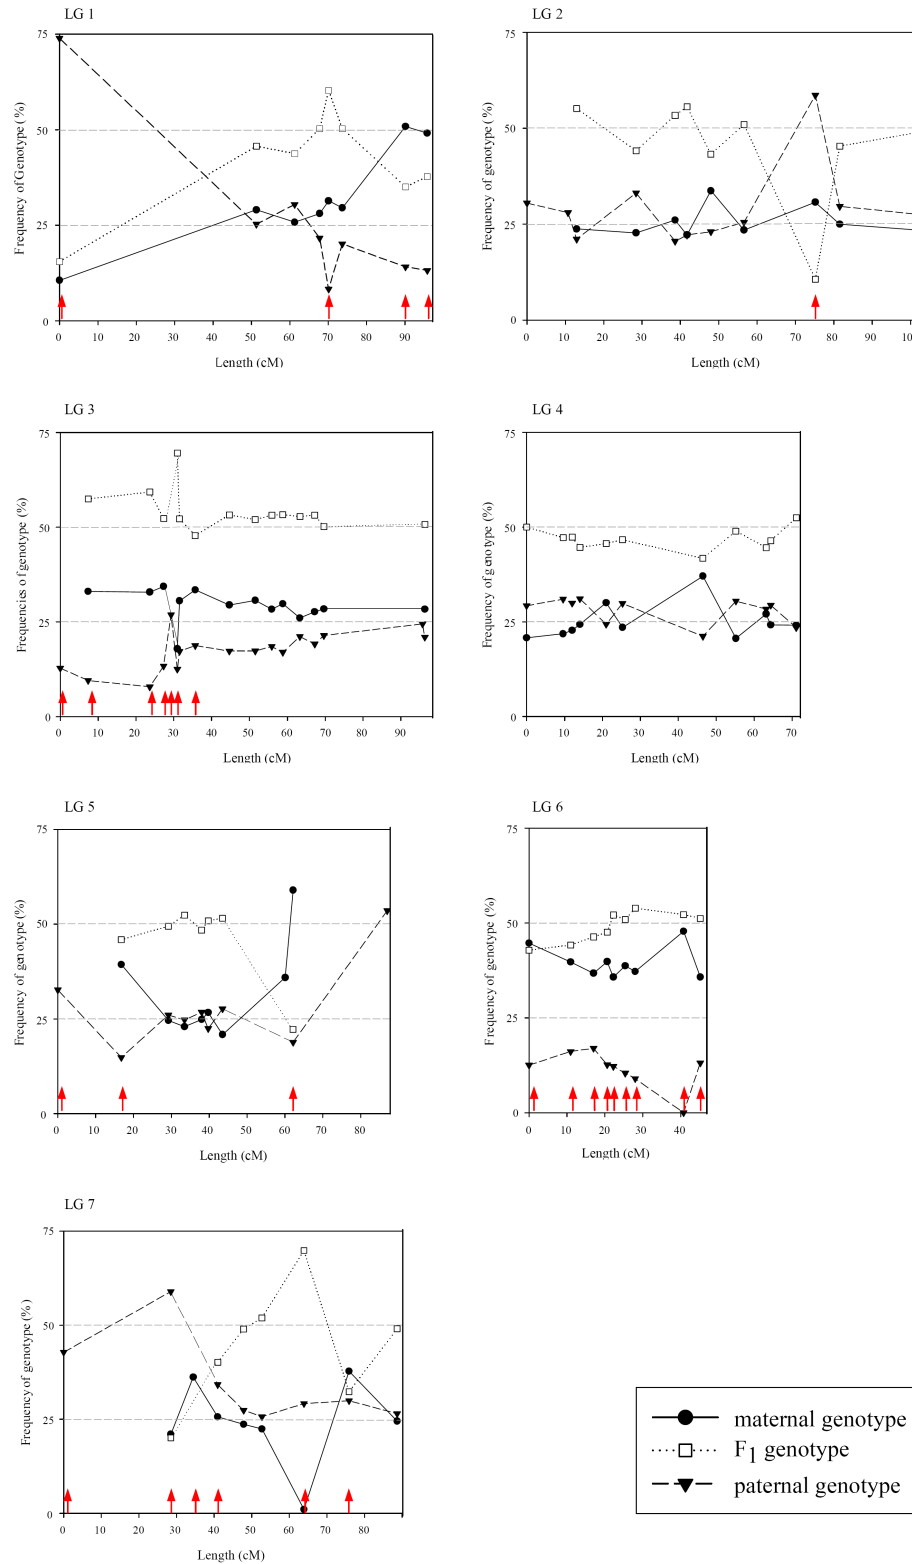 LG 1
75
50
25
0
Frequency of Genotype (%)
0 10 20 30 40 50 60 70 80 90
Length (cM)
LG 2
75
50
25
0
Frequency of genotype (%)
0 10 20 30 40 50 60 70 80 90 100
Length (cM)
LG 3
75
50
25
0
Frequencies of genotype (%)
0 10 20 30 40 50 60 70 80 90
Length (cM)
LG 4
75
50
25
0
Frequency of genotype (%)
0 10 20 30 40 50 60 70
Length (cM)
LG 5
75
50
25
0
Frequency of genotype (%)
0 10 20 30 40 50 60 70 80
Length (cM)
LG 6
75
50
25
0
Frequency of genotype (%)
0 10 20 30 40
Length (cM)
LG 7
75
50
25
0
Frequency of genotype (%)
0 10 20 30 40 50 60 70 80
Length (cM)
maternal genotype
F1 genotype
paternal genotype